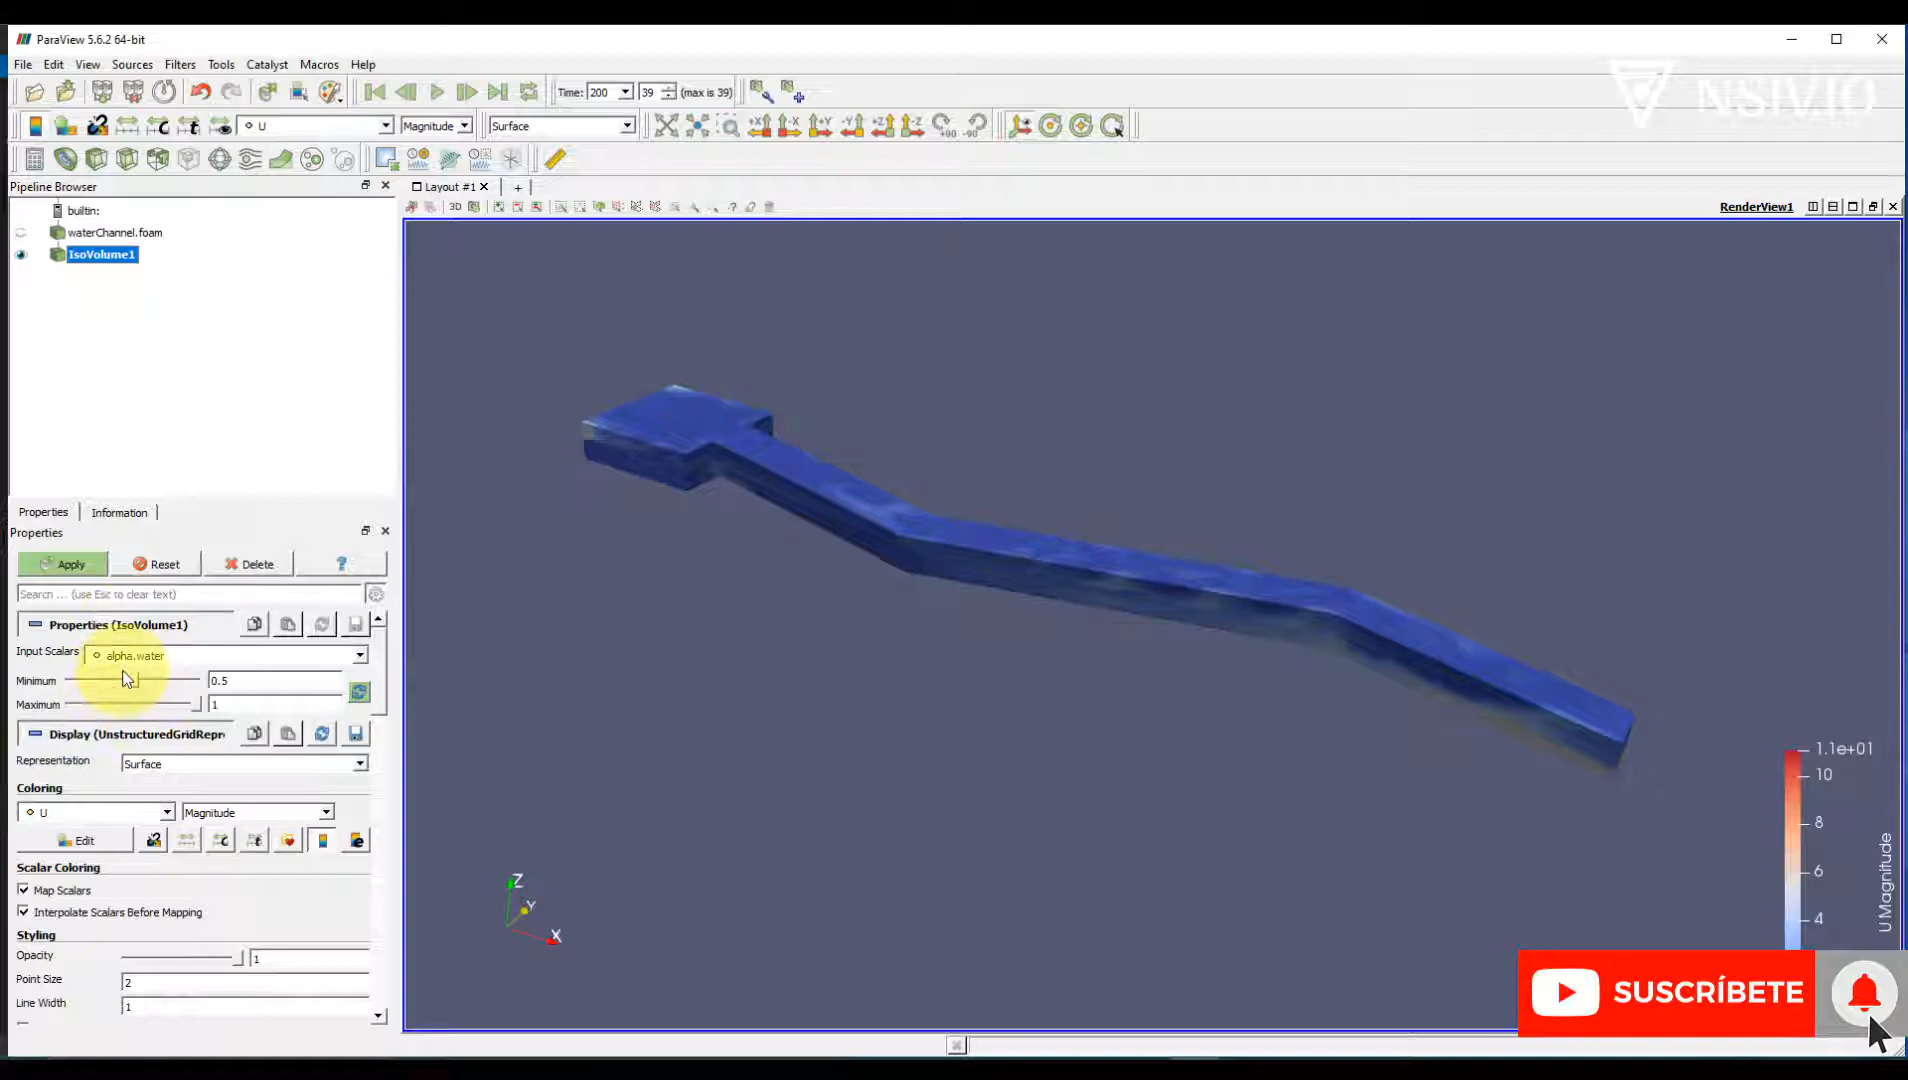 ParaView 5.6.2 64-bit
File Edit View Sources Filters Tools Catalyst Macros Help
NSIV.IO
Time: 200 39 (max is 39)
U Magnitude Surface +X -X +Y -Y +Z -Z +90 -90
Pipeline Browser
Layout #1 +
builtin:
3D
RenderView1
waterChannel.foam
IsoVolume1
Properties Information
Properties
Apply Reset Delete ?
Search ... (use Esc to clear text)
Properties (IsoVolume1)
Input Scalars alpha.water
Minimum 0.5
Maximum 1
Display (UnstructuredGridRepr
Representation Surface
Coloring
U Magnitude
Edit
Scalar Coloring
Map Scalars
Interpolate Scalars Before Mapping
Styling
Opacity 1
Point Size 2
Line Width 1
Z
Y
X
1.1e+01
10
8
6
4
U Magnitude
SUSCRÍBETE